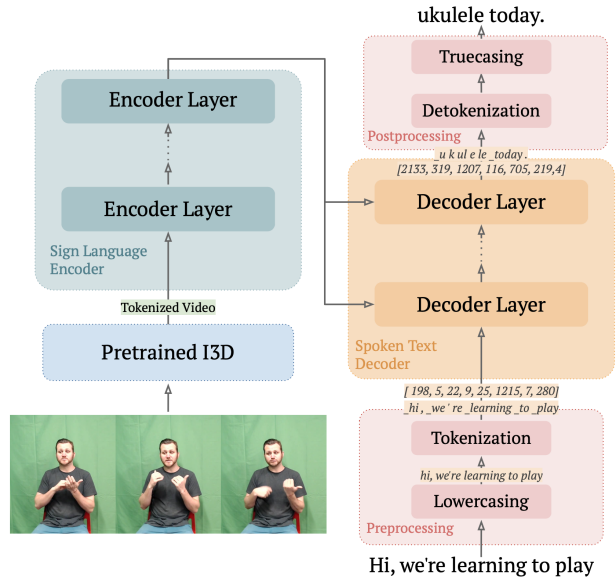 ukulele today.
Truecasing
Detokenization
Postprocessing
_u k ul e le _today .
[2133, 319, 1207, 116, 705, 219,4]
Encoder Layer
Encoder Layer
Sign Language
Encoder
Tokenized Video
Pretrained I3D
Decoder Layer
Decoder Layer
Spoken Text
Decoder
[ 198, 5, 22, 9, 25, 1215, 7, 280]
_hi , _we ' re _learning _to _play
Tokenization
hi, we're learning to play
Lowercasing
Preprocessing
Hi, we're learning to play